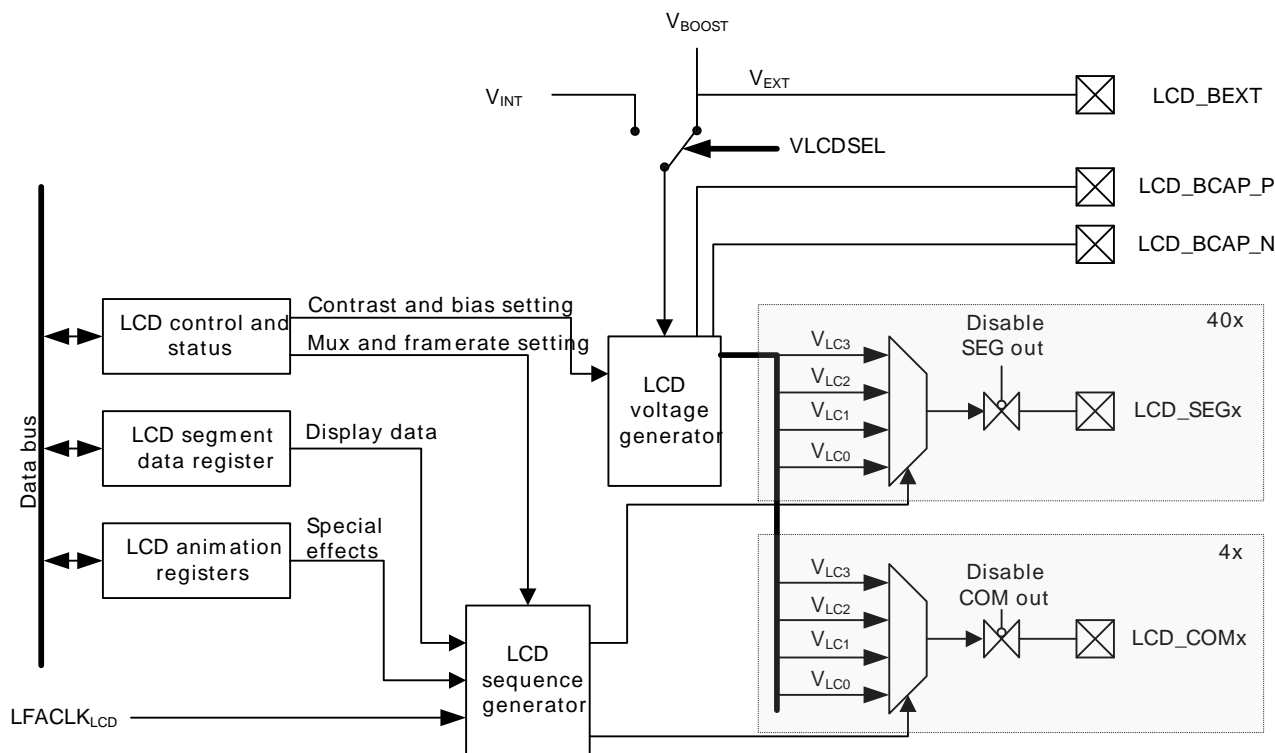 VBOOST
VINT
VEXT
LCD_BEXT
VLCDSEL
LCD_BCAP_P
LCD_BCAP_N
Data bus
LCD control and
status
Contrast and bias setting
Mux and framerate setting
LCD segment
data register
Display data
LCD animation
registers
Special
effects
LFACLKLCD
LCD
voltage
generator
LCD
sequence
generator
40x
Disable
SEG out
VLC3
VLC2
VLC1
VLC0
LCD_SEGx
4x
Disable
COM out
VLC3
VLC2
VLC1
VLC0
LCD_COMx